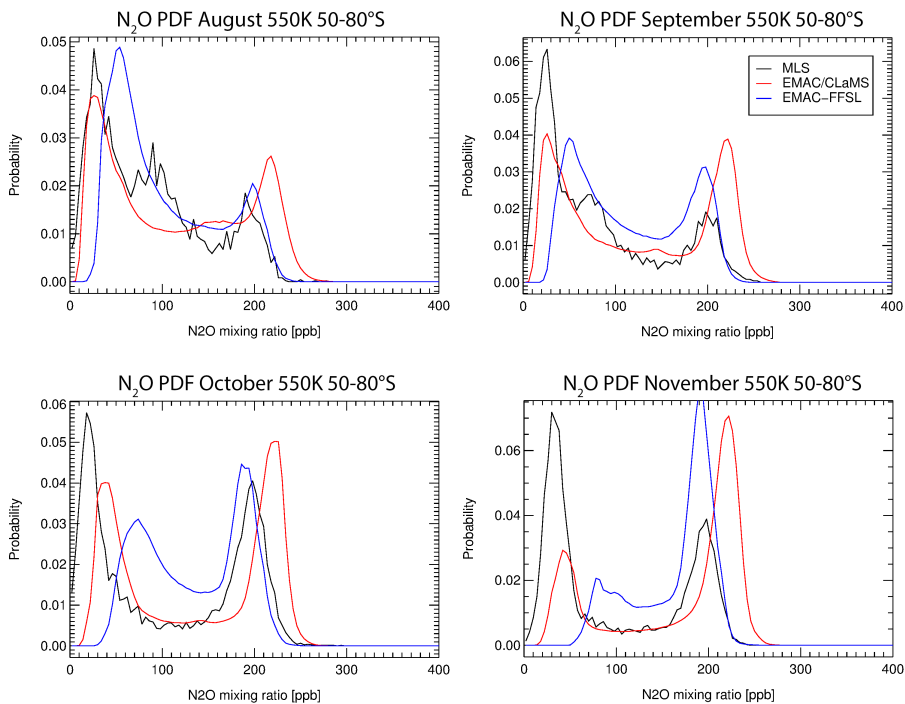 N₂O PDF August 550K 50-80°S
0.05
0.04
0.03
0.02
0.01
0.00
Probability
0 100 200 300 400
N2O mixing ratio [ppb]
N₂O PDF September 550K 50-80°S
0.06
0.05
0.04
0.03
0.02
0.01
0.00
Probability
MLS
EMAC/CLaMS
EMAC−FFSL
0 100 200 300 400
N2O mixing ratio [ppb]
N₂O PDF October 550K 50-80°S
0.06
0.05
0.04
0.03
0.02
0.01
0.00
Probability
0 100 200 300 400
N2O mixing ratio [ppb]
N₂O PDF November 550K 50-80°S
0.06
0.04
0.02
0.00
Probability
0 100 200 300 400
N2O mixing ratio [ppb]